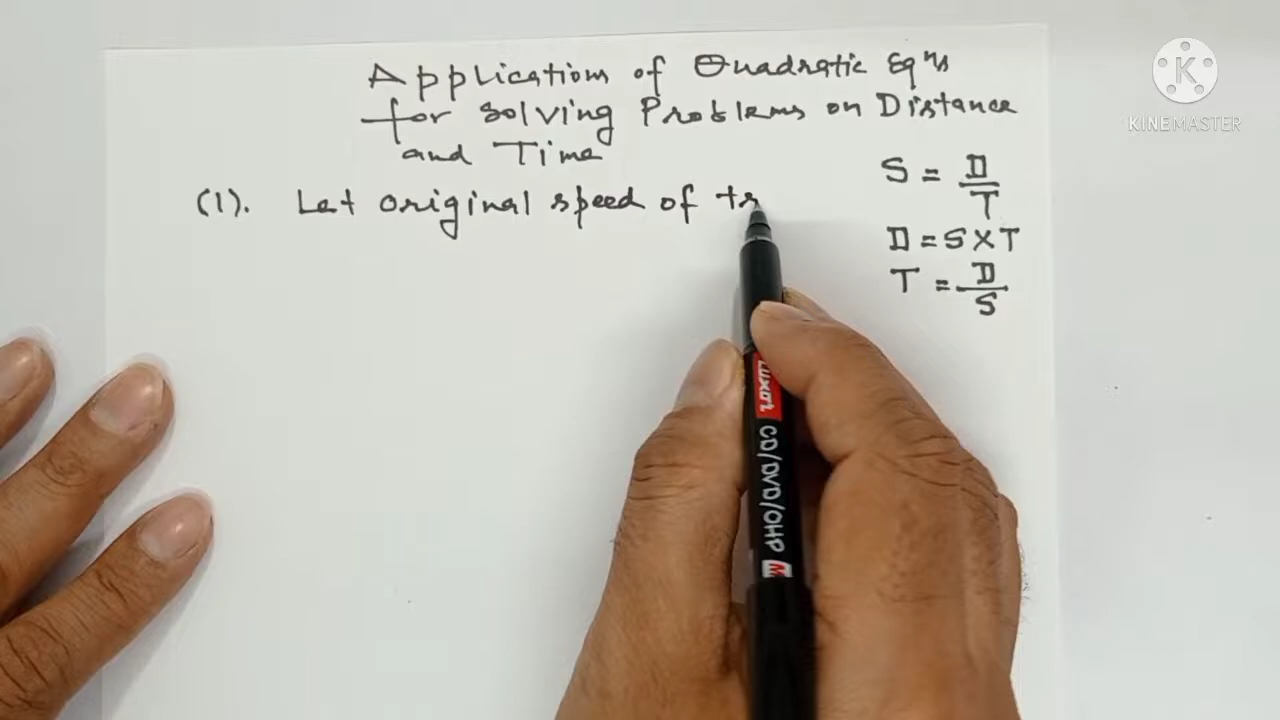 Application of Quadratic Eqns
for solving Problems on Distance
and Time
S = D/T
D = S X T
T = D/S
(1). Let original speed of tr
K
KINEMASTER
Luxor CD/DVD/OHP M